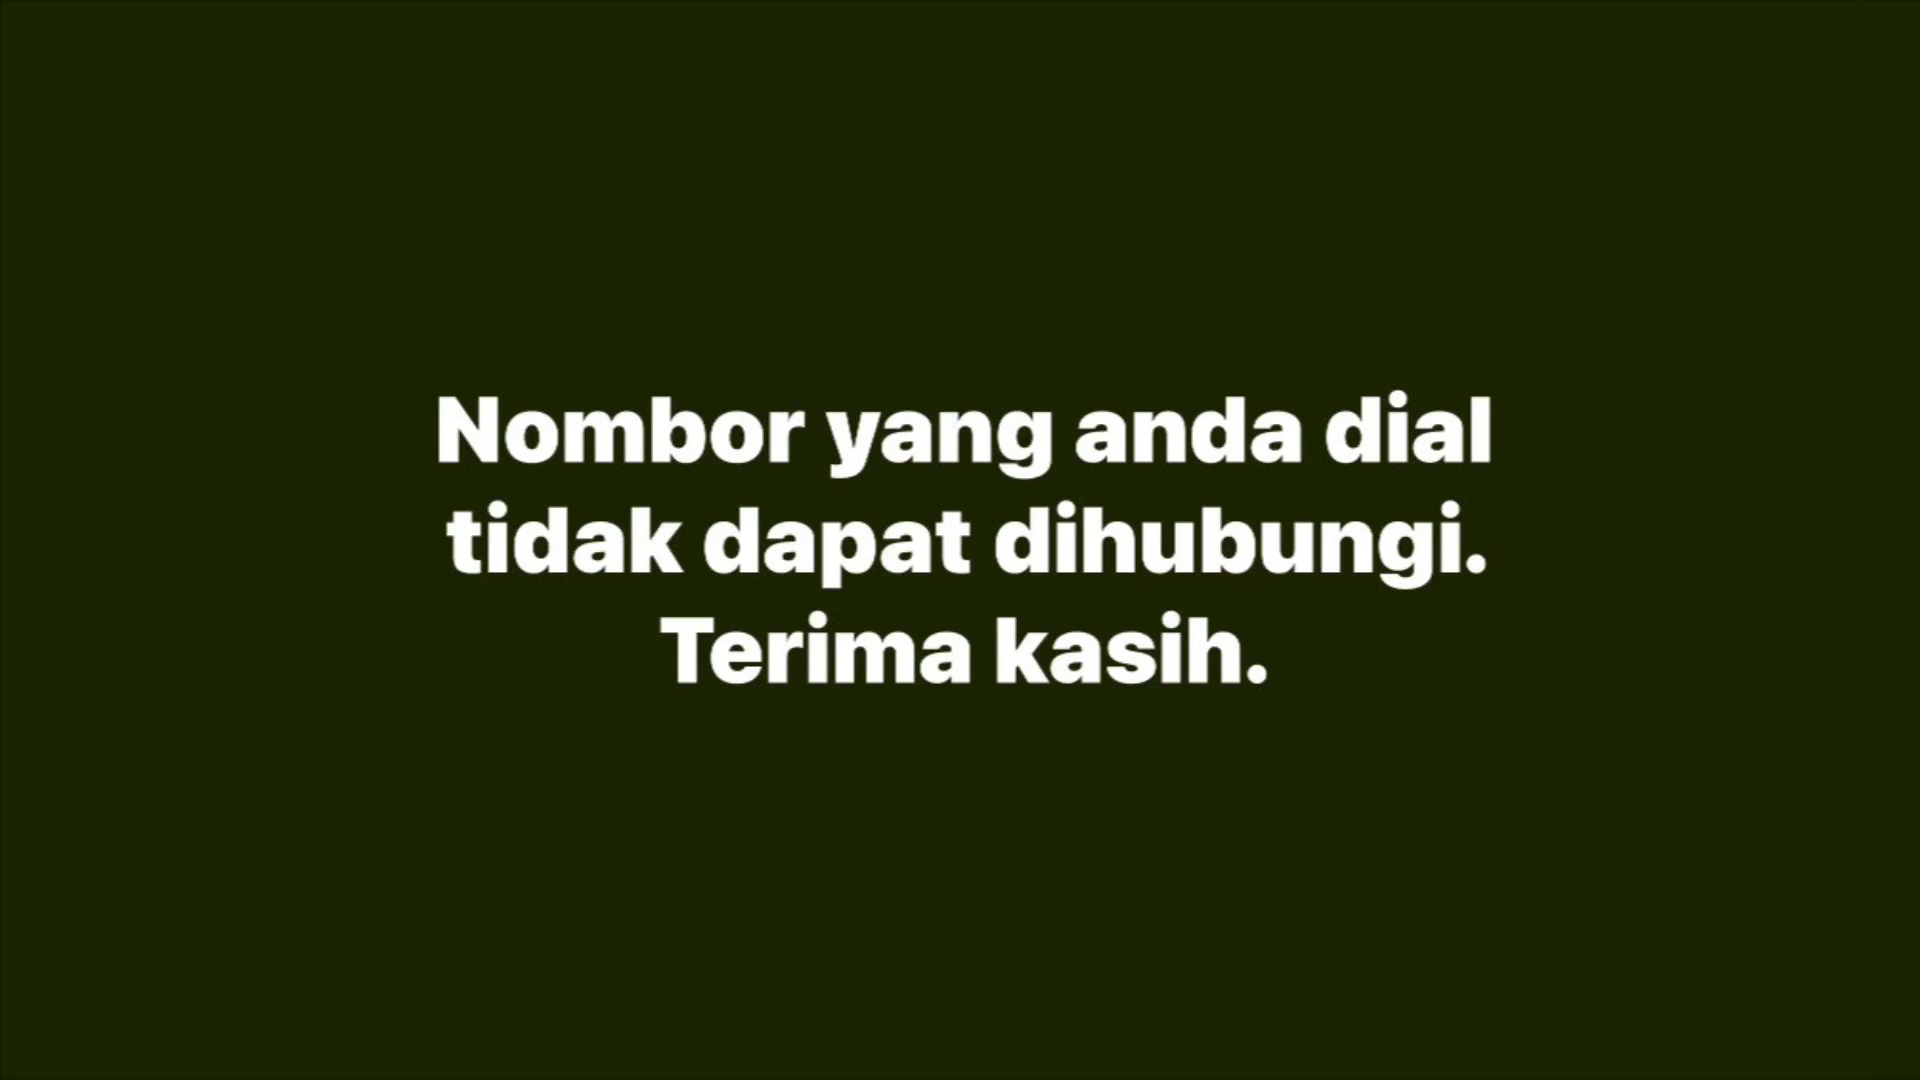 Nombor yang anda dial
tidak dapat dihubungi.
Terima kasih.